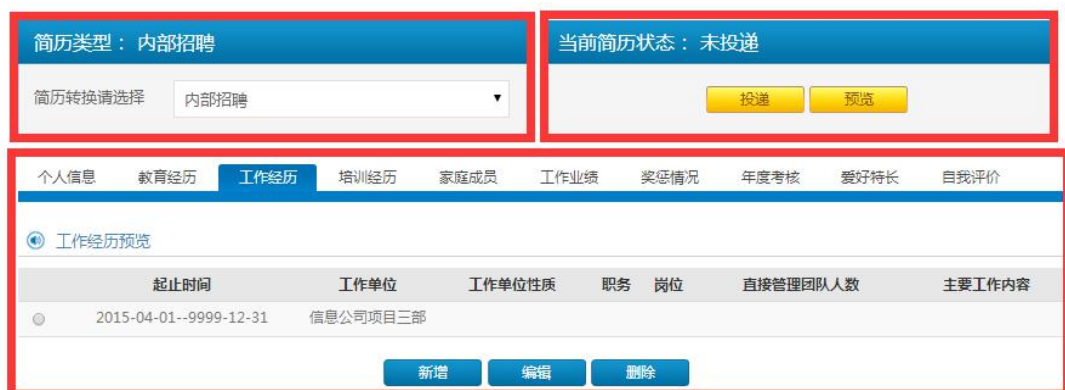 简历类型： 内部招聘
简历转换请选择 内部招聘
当前简历状态： 未投递
投递 预览
个人信息 教育经历 工作经历 培训经历 家庭成员 工作业绩 奖惩情况 年度考核 爱好特长 自我评价
工作经历预览
起止时间 工作单位 工作单位性质 职务 岗位 直接管理团队人数 主要工作内容
2015-04-01--9999-12-31 信息公司项目三部
新增 编辑 删除